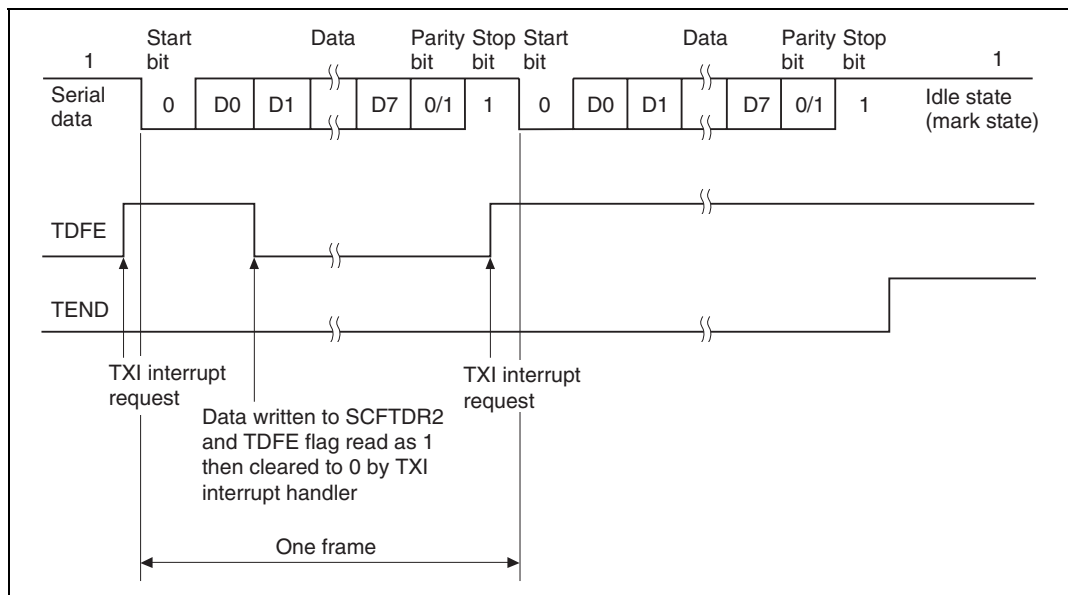 Start Data Parity Stop Start Data Parity Stop
1 bit bit bit bit bit bit 1
Serial data 0 D0 D1 D7 0/1 1 0 D0 D1 D7 0/1 1 Idle state
(mark state)
TDFE
TEND
TXI interrupt
request
Data written to SCFTDR2
and TDFE flag read as 1
then cleared to 0 by TXI
interrupt handler
TXI interrupt
request
One frame